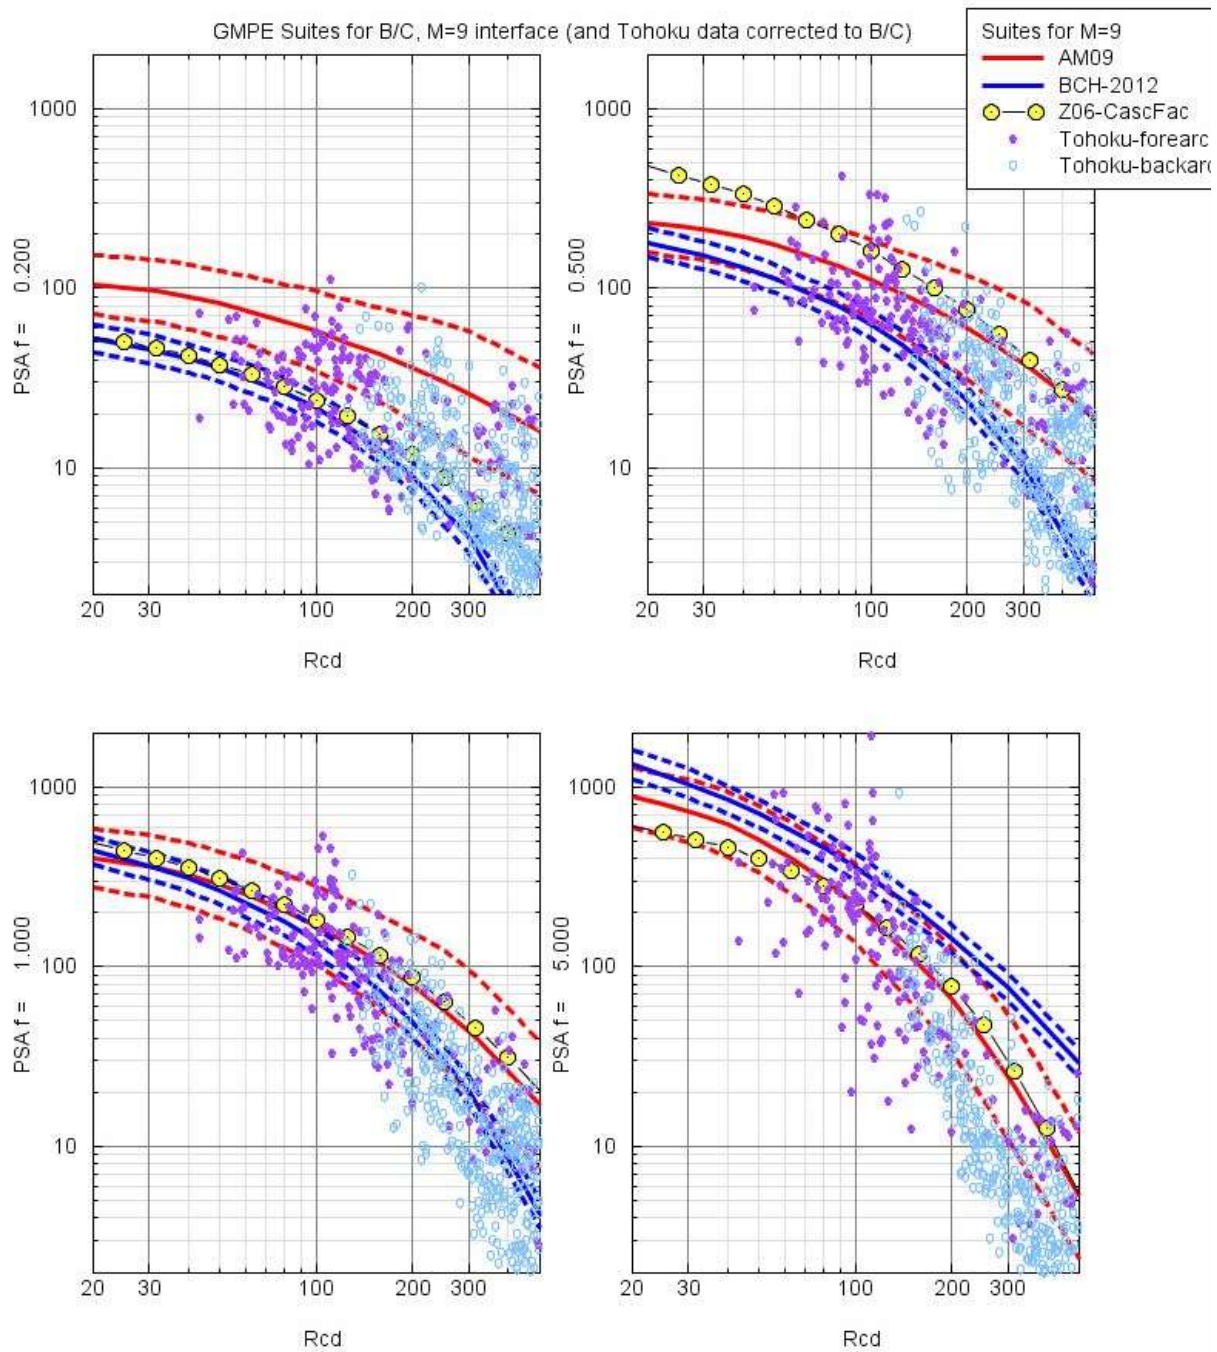 GMPE Suites for B/C, M=9 interface (and Tohoku data corrected to B/C)
Suites for M=9
AM09
BCH-2012
Z06-CascFac
Tohoku-forearc
Tohoku-backarc
1000
100
10
PSA f = 0.200
20 30 100 200 300
Rcd
1000
100
10
PSA f = 0.500
20 30 100 200 300
Rcd
1000
100
10
PSA f = 1.000
20 30 100 200 300
Rcd
1000
100
10
PSA f = 5.000
20 30 100 200 300
Rcd